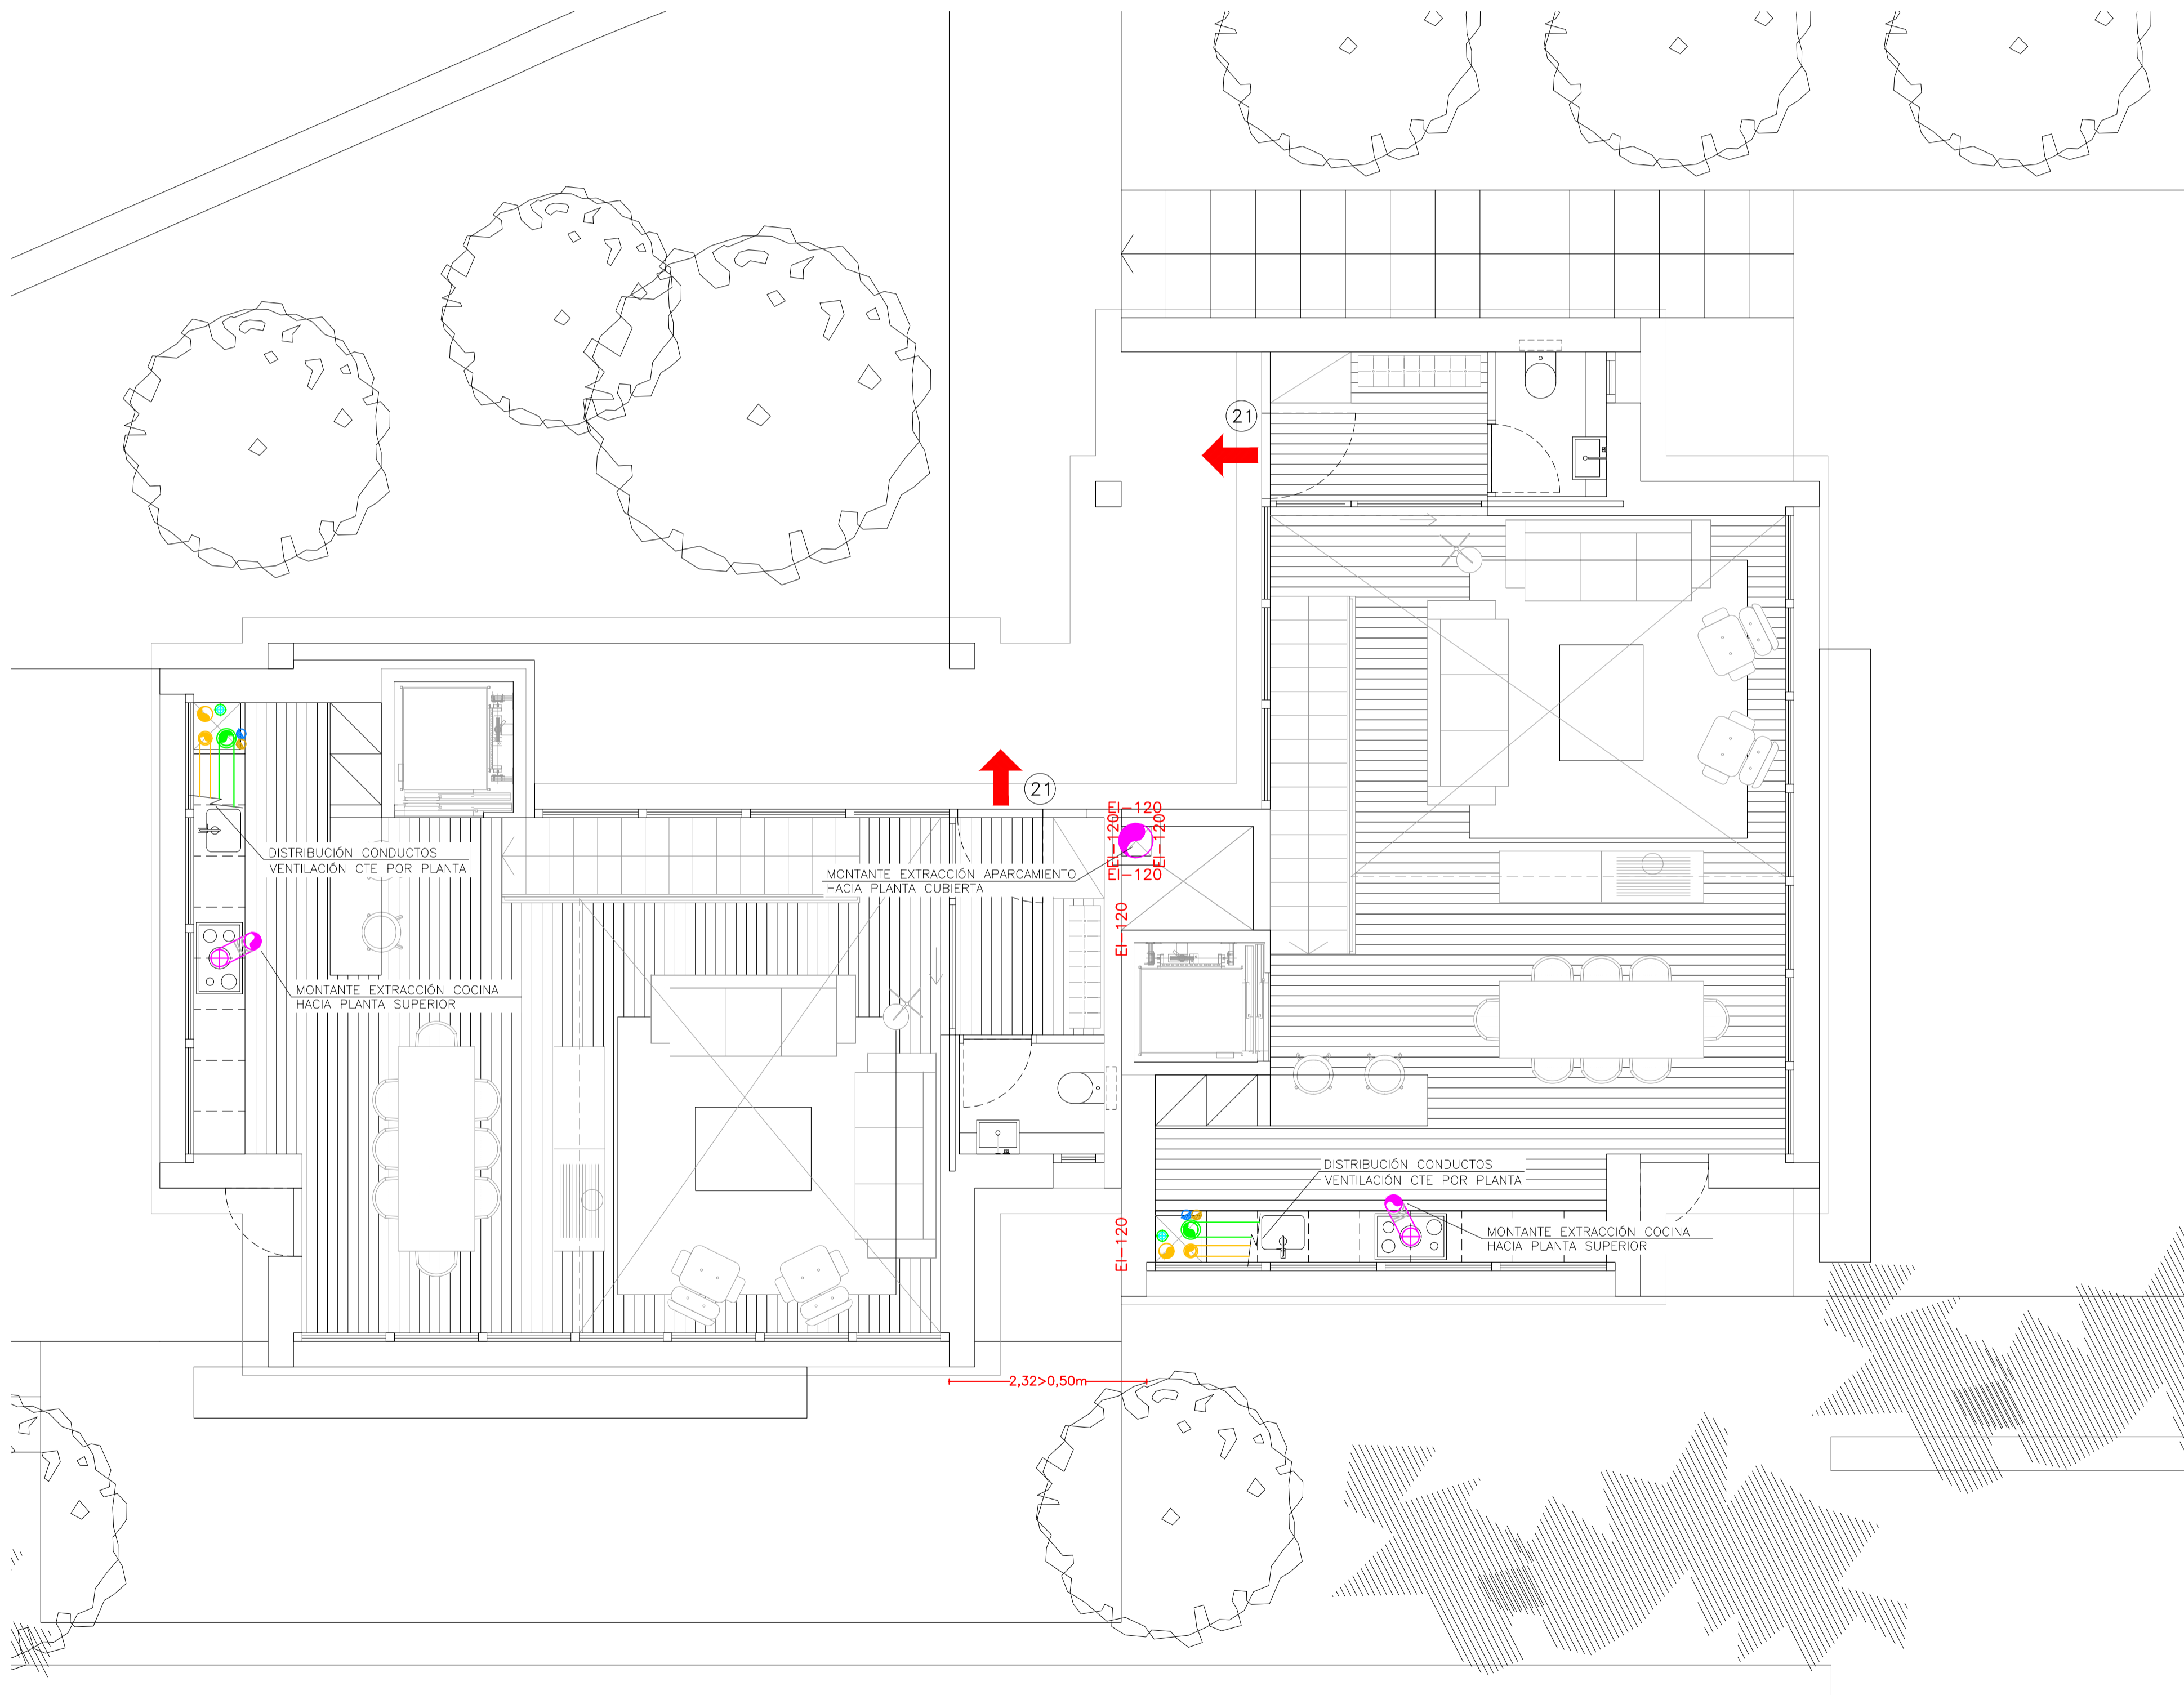 21
21
EI-120
EI-120
EI-120
EI-120
DISTRIBUCIÓN CONDUCTOS
VENTILACIÓN CTE POR PLANTA
MONTANTE EXTRACCIÓN APARCAMIENTO
HACIA PLANTA CUBIERTA
EI-120
MONTANTE EXTRACCIÓN COCINA
HACIA PLANTA SUPERIOR
DISTRIBUCIÓN CONDUCTOS
VENTILACIÓN CTE POR PLANTA
EI-120
MONTANTE EXTRACCIÓN COCINA
HACIA PLANTA SUPERIOR
2,32>0,50m